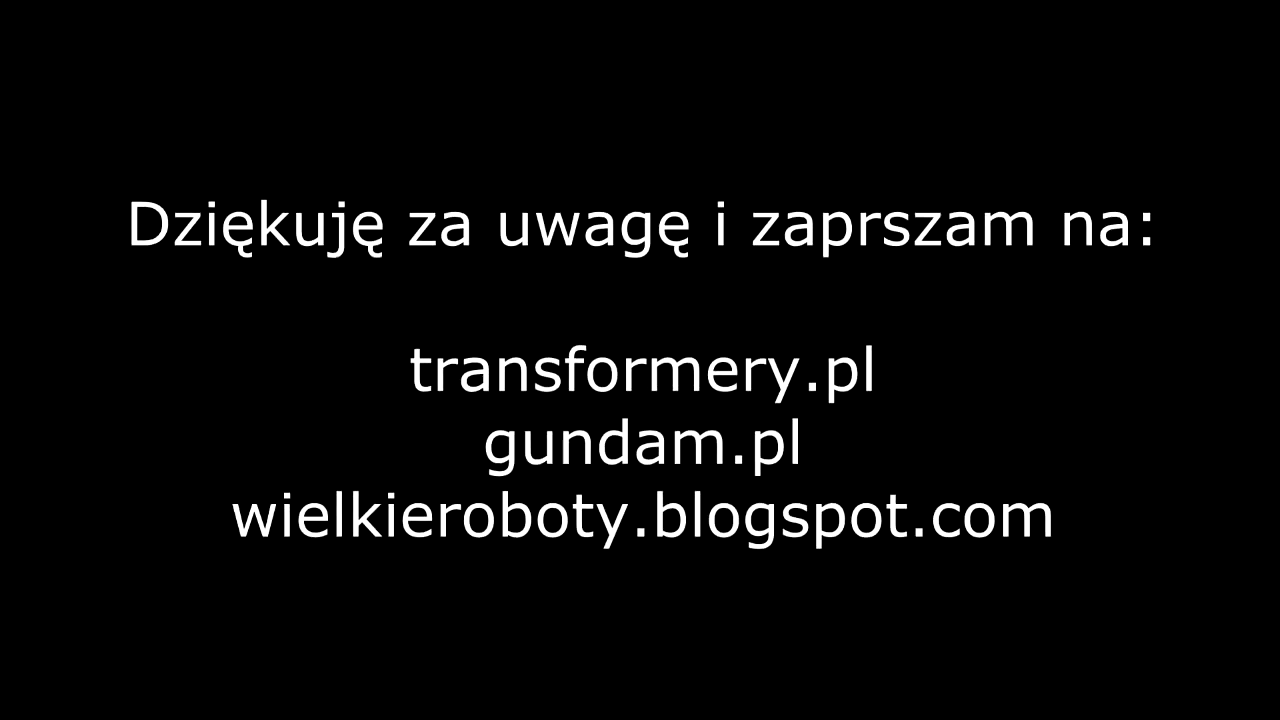 Dziękuję za uwagę i zaprszam na:
transformery.pl
gundam.pl
wielkieroboty.blogspot.com